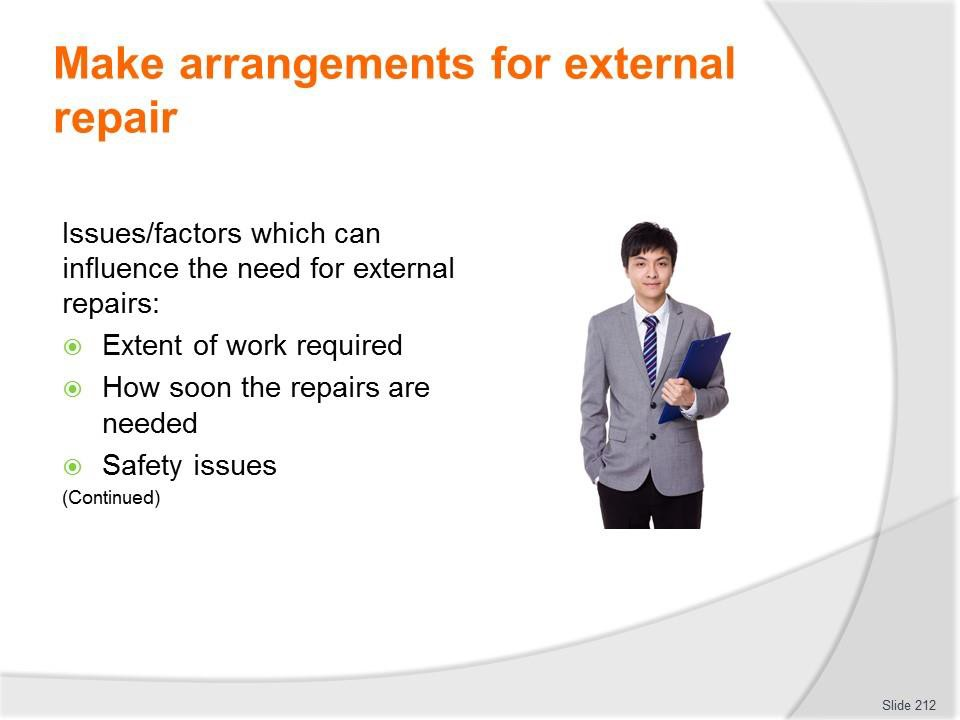 Make arrangements for external
repair
Issues/factors which can
influence the need for external
repairs:
Extent of work required
How soon the repairs are
needed
Safety issues
(Continued)
Slide 212